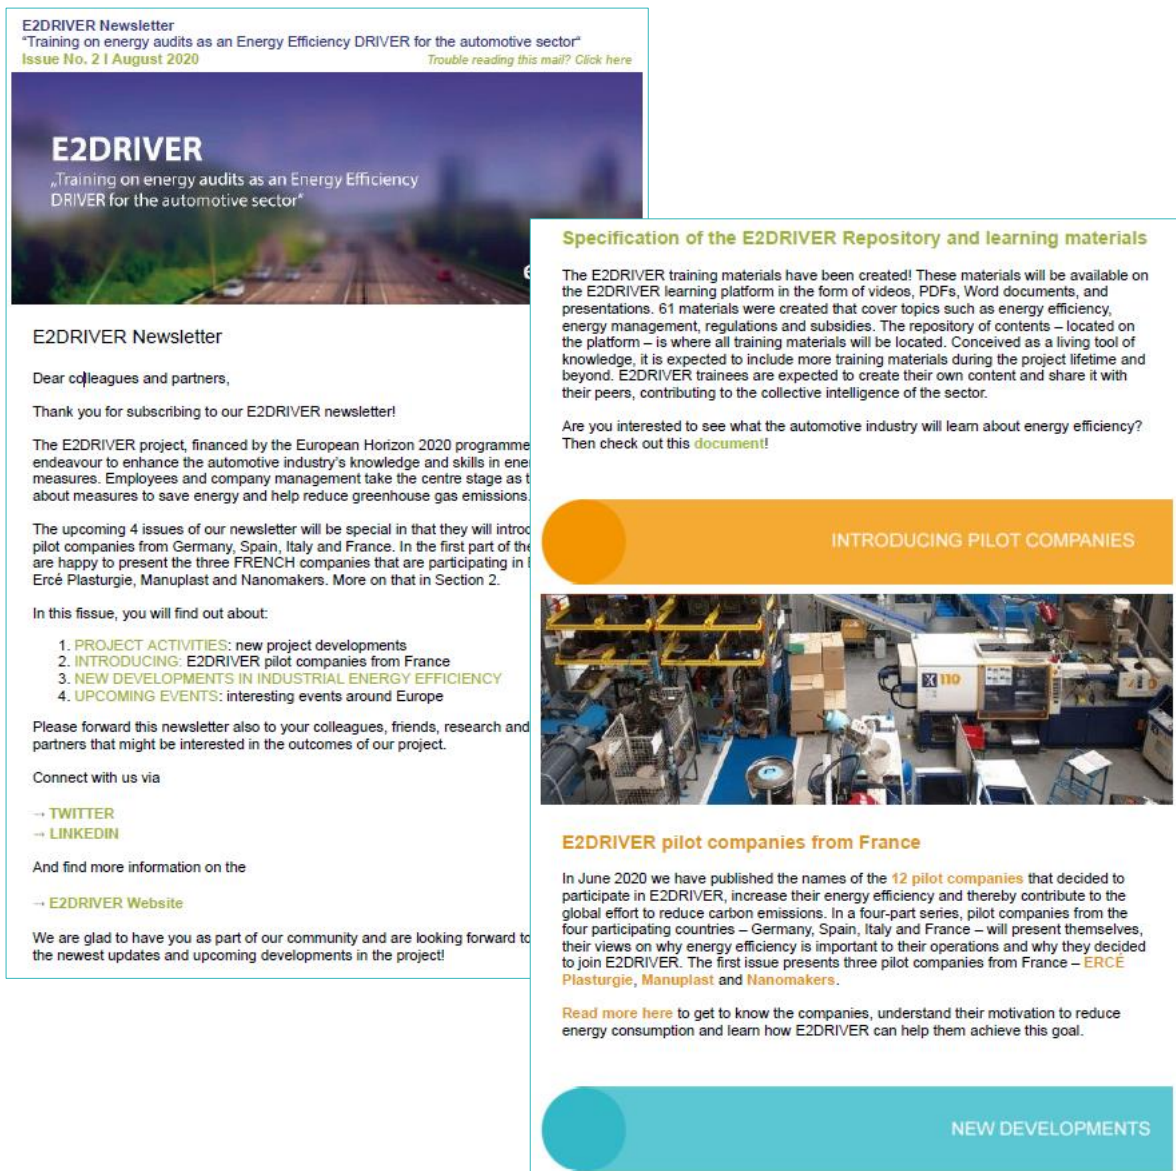 E2DRIVER Newsletter
"Training on energy audits as an Energy Efficiency DRIVER for the automotive sector"
Issue No. 2 I August 2020
Trouble reading this mail? Click here
E2DRIVER
„Training on energy audits as an Energy Efficiency
DRIVER for the automotive sector“
E2DRIVER Newsletter
Dear colleagues and partners,
Thank you for subscribing to our E2DRIVER newsletter!
The E2DRIVER project, financed by the European Horizon 2020 programme
endeavour to enhance the automotive industry's knowledge and skills in ene
measures. Employees and company management take the centre stage as t
about measures to save energy and help reduce greenhouse gas emissions.
The upcoming 4 issues of our newsletter will be special in that they will introc
pilot companies from Germany, Spain, Italy and France. In the first part of the
are happy to present the three FRENCH companies that are participating in
Ercé Plasturgie, Manuplast and Nanomakers. More on that in Section 2.
In this fissue, you will find out about:
1. PROJECT ACTIVITIES: new project developments
2. INTRODUCING: E2DRIVER pilot companies from France
3. NEW DEVELOPMENTS IN INDUSTRIAL ENERGY EFFICIENCY
4. UPCOMING EVENTS: interesting events around Europe
Please forward this newsletter also to your colleagues, friends, research and
partners that might be interested in the outcomes of our project.
Connect with us via
→ TWITTER
→ LINKEDIN
And find more information on the
→ E2DRIVER Website
We are glad to have you as part of our community and are looking forward to
the newest updates and upcoming developments in the project!
Specification of the E2DRIVER Repository and learning materials
The E2DRIVER training materials have been created! These materials will be available on
the E2DRIVER learning platform in the form of videos, PDFs, Word documents, and
presentations. 61 materials were created that cover topics such as energy efficiency,
energy management, regulations and subsidies. The repository of contents – located on
the platform – is where all training materials will be located. Conceived as a living tool of
knowledge, it is expected to include more training materials during the project lifetime and
beyond. E2DRIVER trainees are expected to create their own content and share it with
their peers, contributing to the collective intelligence of the sector.
Are you interested to see what the automotive industry will learn about energy efficiency?
Then check out this document!
INTRODUCING PILOT COMPANIES
X 110
E2DRIVER pilot companies from France
In June 2020 we have published the names of the 12 pilot companies that decided to
participate in E2DRIVER, increase their energy efficiency and thereby contribute to the
global effort to reduce carbon emissions. In a four-part series, pilot companies from the
four participating countries – Germany, Spain, Italy and France – will present themselves,
their views on why energy efficiency is important to their operations and why they decided
to join E2DRIVER. The first issue presents three pilot companies from France – ERCÉ
Plasturgie, Manuplast and Nanomakers.
Read more here to get to know the companies, understand their motivation to reduce
energy consumption and learn how E2DRIVER can help them achieve this goal.
NEW DEVELOPMENTS